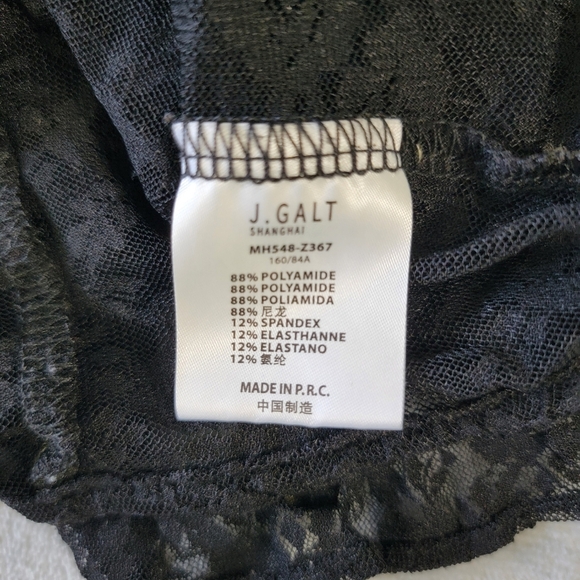 J.GALT
SHANGHAI
MH548-Z367
160/84A
88% POLYAMIDE
88% POLYAMIDE
88% POLIAMIDA
88% 尼龙
12% SPANDEX
12% ELASTHANNE
12% ELASTANO
12% 氨纶
MADE IN P.R.C.
中国制造